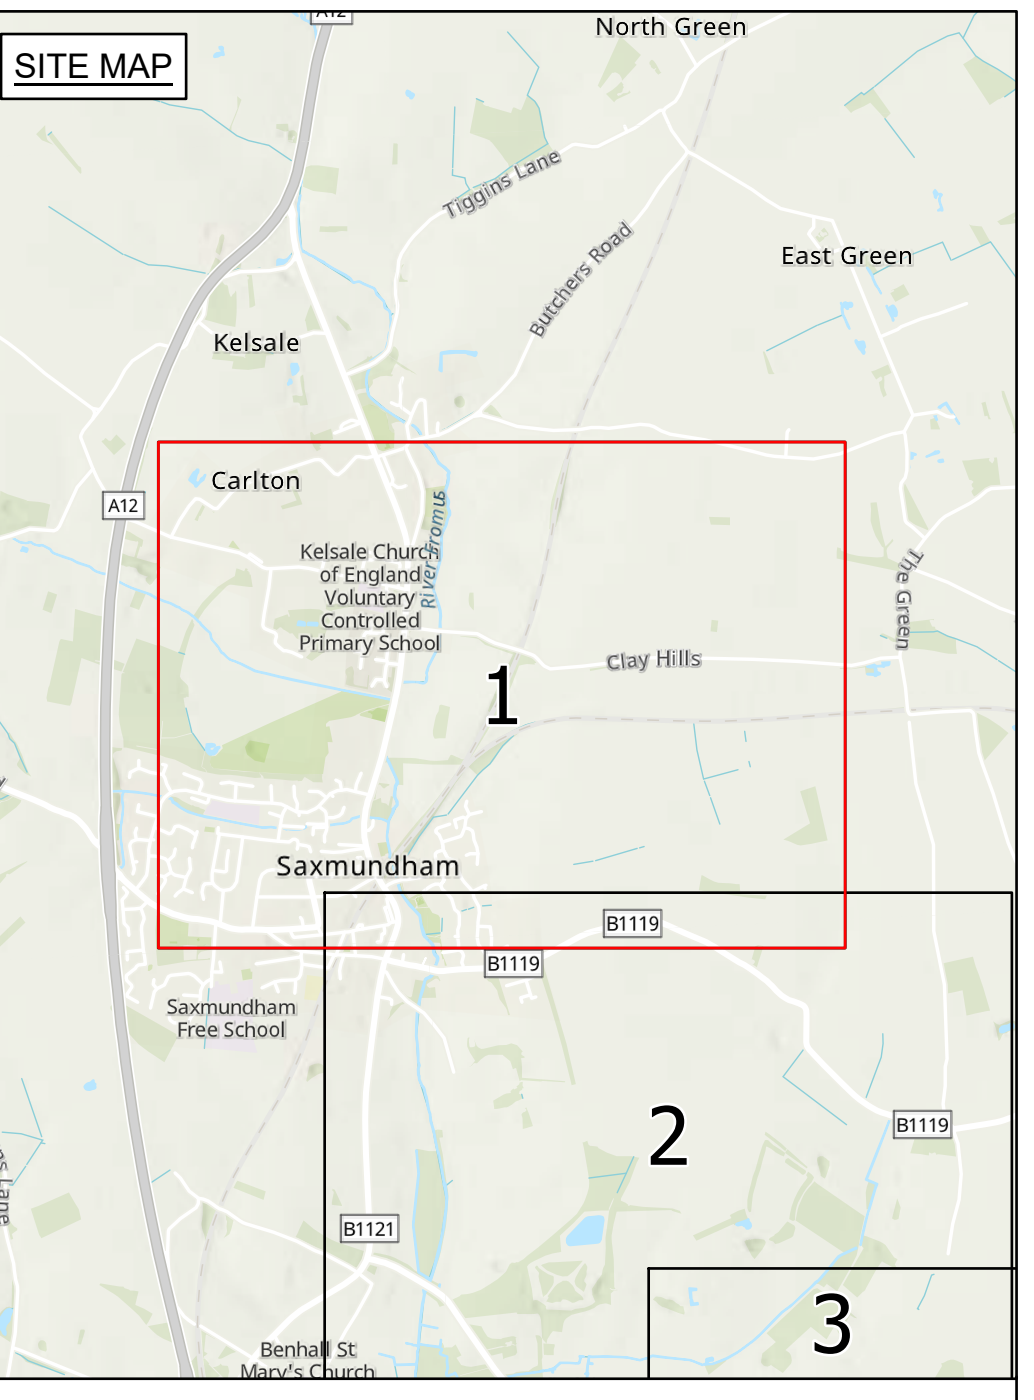 A12
North Green
SITE MAP
Tiggins Lane
Butchers Road
East Green
Kelsale
Carlton
A12
River Fromus
Kelsale Church
of England
Voluntary
Controlled
Primary School
The Green
Clay Hills
1
Saxmundham
B1119
B1119
Saxmundham
Free School
2
B1119
Lane
B1121
3
Benhall St
Mary's Church